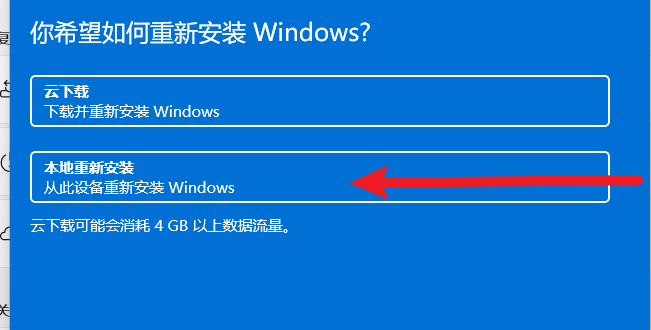 你希望如何重新安装 Windows?
云下载
下载并重新安装 Windows
本地重新安装
从此设备重新安装 Windows
云下载可能会消耗 4 GB 以上数据流量。
关